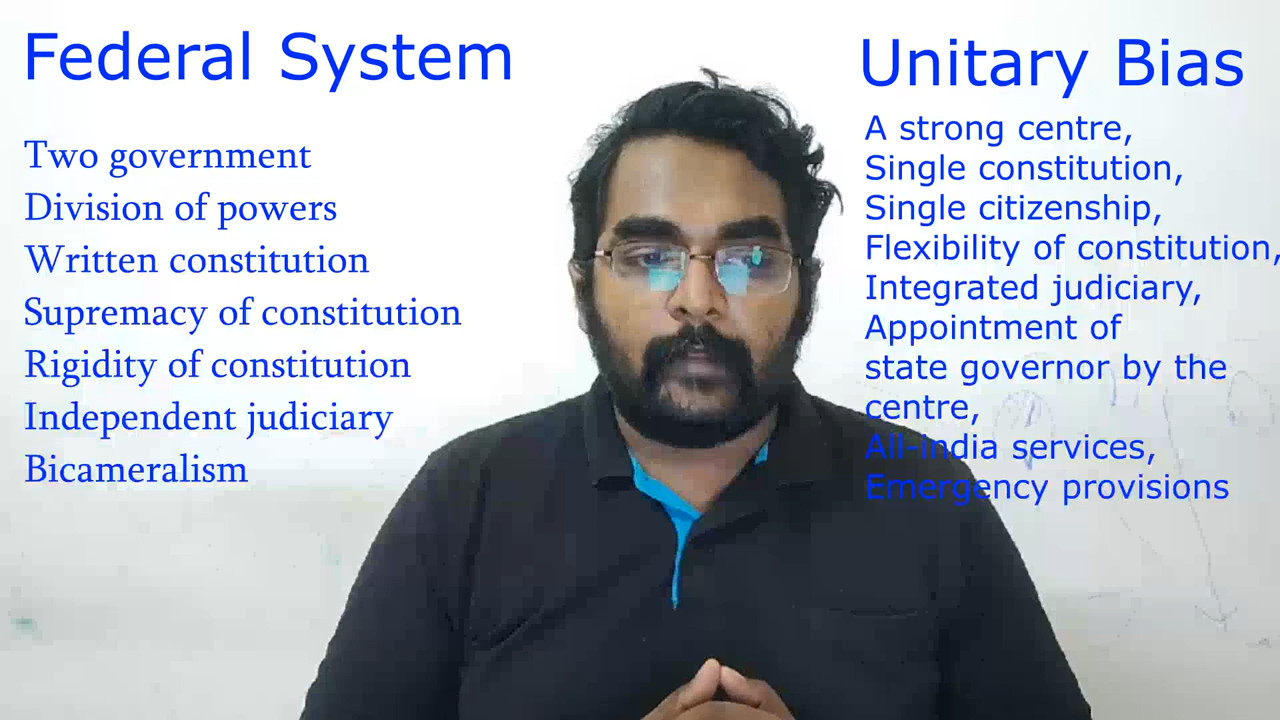 Federal System
Two government
Division of powers
Written constitution
Supremacy of constitution
Rigidity of constitution
Independent judiciary
Bicameralism
Unitary Bias
A strong centre,
Single constitution,
Single citizenship,
Flexibility of constitution,
Integrated judiciary,
Appointment of
state governor by the
centre,
All-india services,
Emergency provisions